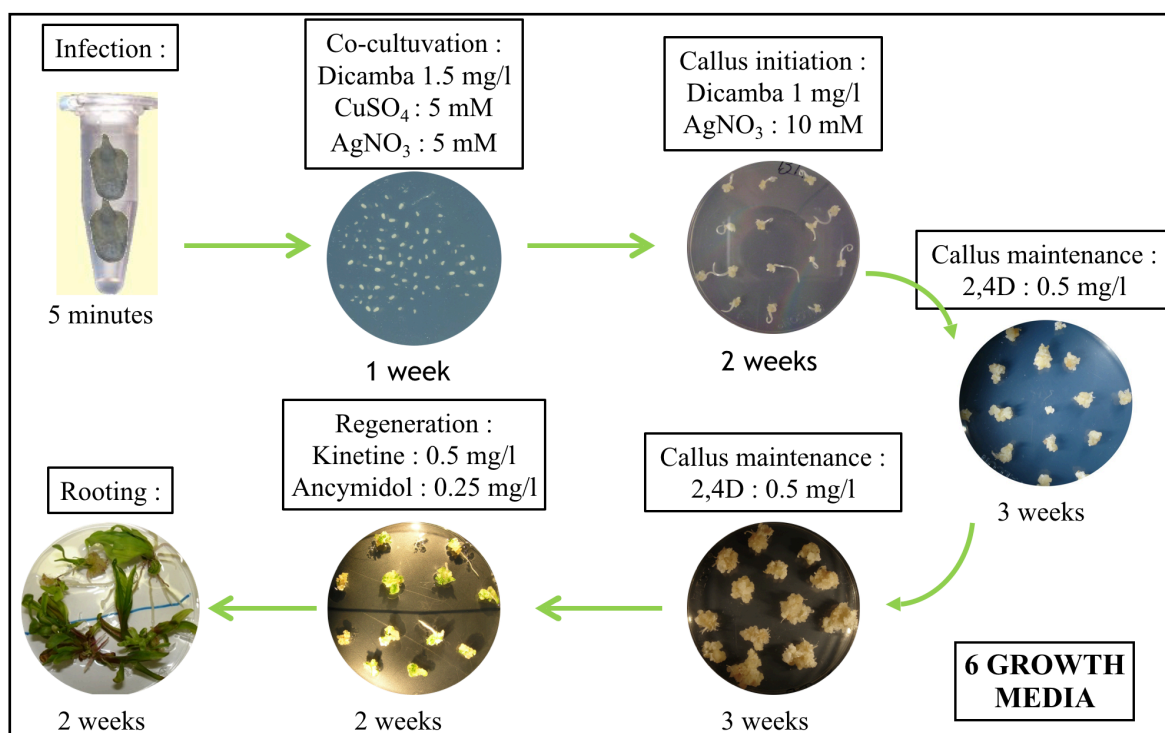 Infection :
5 minutes
Co-cultuvation :
Dicamba 1.5 mg/l
CuSO₄ : 5 mM
AgNO₃ : 5 mM
1 week
Callus initiation :
Dicamba 1 mg/l
AgNO₃ : 10 mM
2 weeks
Callus maintenance :
2,4D : 0.5 mg/l
3 weeks
Callus maintenance :
2,4D : 0.5 mg/l
3 weeks
Regeneration :
Kinetine : 0.5 mg/l
Ancymidol : 0.25 mg/l
2 weeks
Rooting :
2 weeks
6 GROWTH
MEDIA